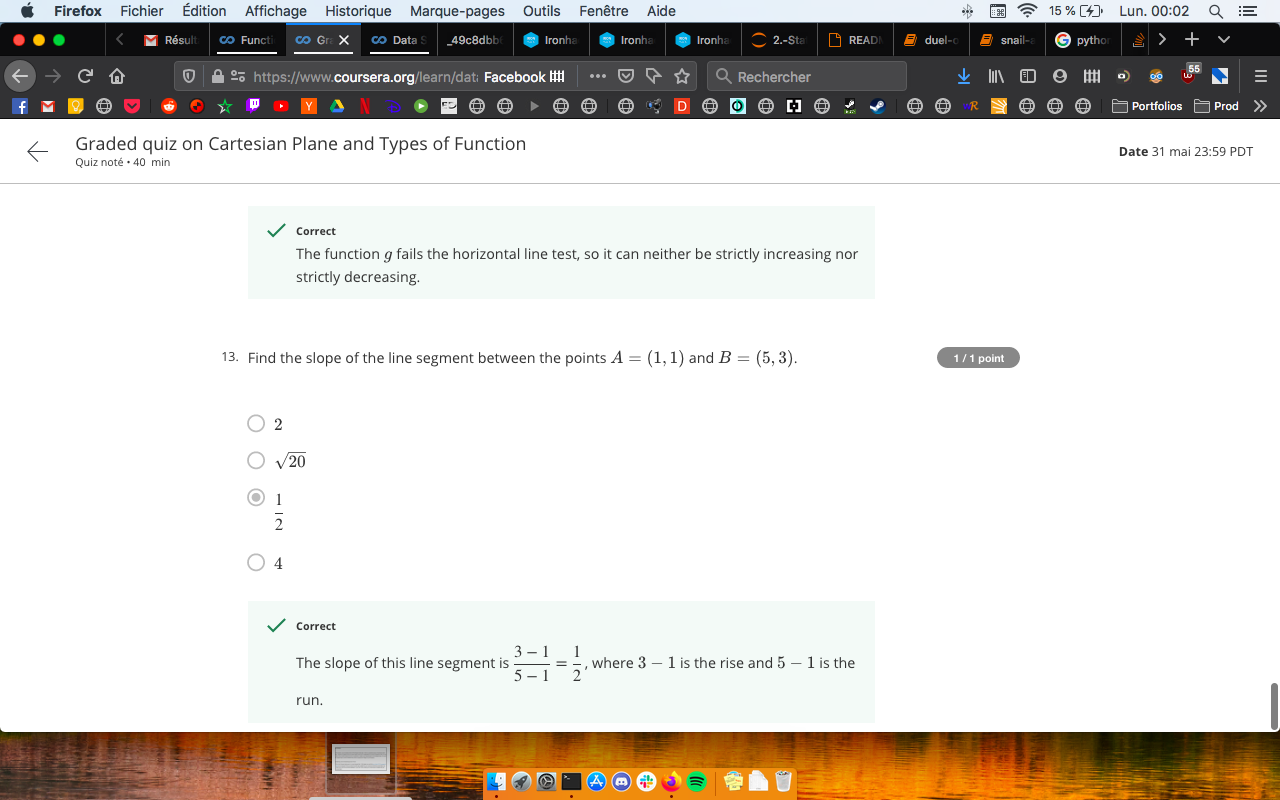 Firefox Fichier Édition Affichage Historique Marque-pages Outils Fenêtre Aide 15 % Lun. 00:02
Résult Functi Gr Data S _49c8dbb Ironha Ironha Ironha 2.-Sta READ duel- snail- pytho
https://www.coursera.org/learn/dat Facebook Rechercher 55
Portfolios Prod
Graded quiz on Cartesian Plane and Types of Function
Quiz noté • 40 min
Date 31 mai 23:59 PDT
Correct
The function g fails the horizontal line test, so it can neither be strictly increasing nor
strictly decreasing.
13. Find the slope of the line segment between the points A = (1, 1) and B = (5, 3).
1 / 1 point
2
√20
1/2
4
Correct
The slope of this line segment is (3 − 1)/(5 − 1) = 1/2, where 3 − 1 is the rise and 5 − 1 is the
run.